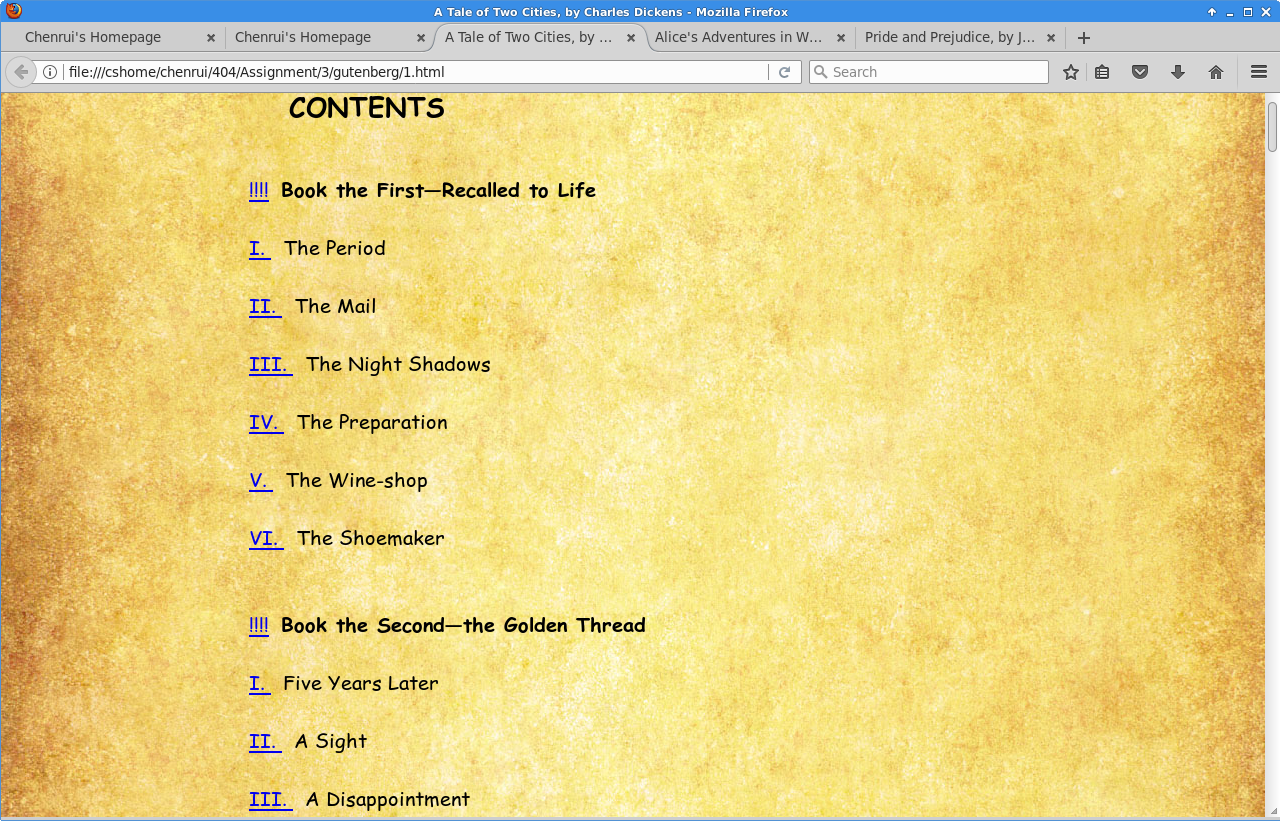 A Tale of Two Cities, by Charles Dickens - Mozilla Firefox
Chenrui's Homepage Chenrui's Homepage A Tale of Two Cities, by ... Alice's Adventures in W... Pride and Prejudice, by J...
file:///cshome/chenrui/404/Assignment/3/gutenberg/1.html Search
CONTENTS
!!!! Book the First—Recalled to Life
I. The Period
II. The Mail
III. The Night Shadows
IV. The Preparation
V. The Wine-shop
VI. The Shoemaker
!!!! Book the Second—the Golden Thread
I. Five Years Later
II. A Sight
III. A Disappointment